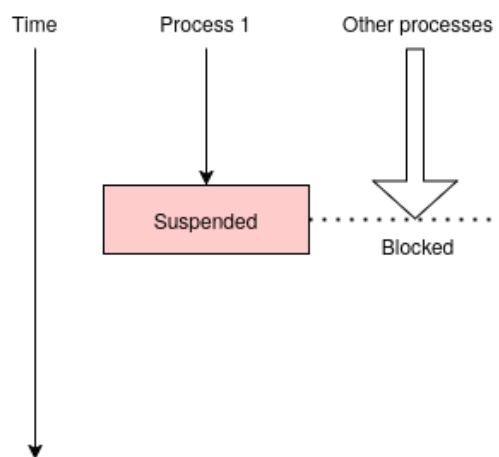 Time
Process 1
Other processes
Suspended
Blocked